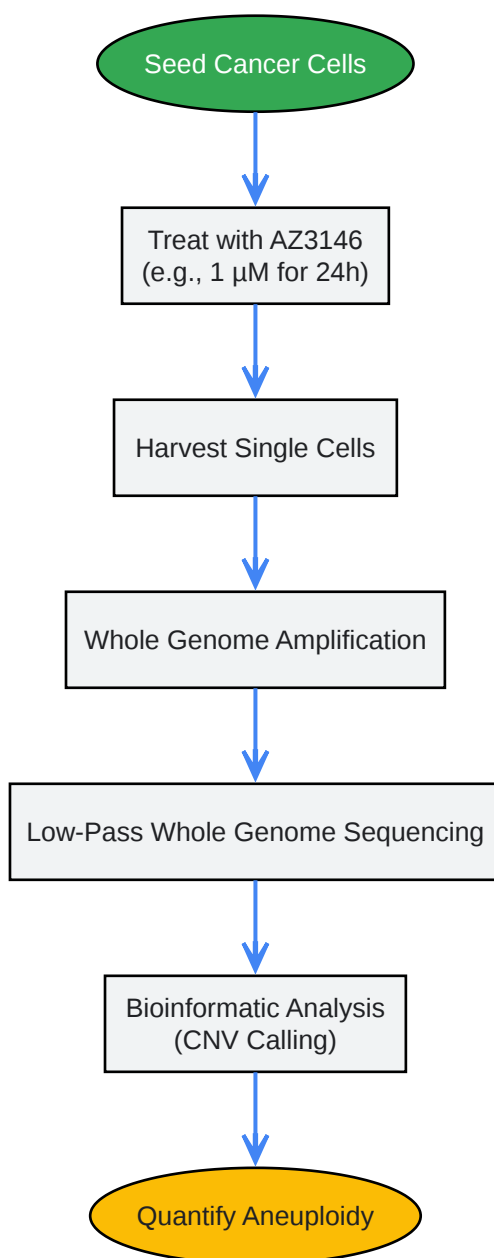 Seed Cancer Cells
Treat with AZ3146
(e.g., 1 µM for 24h)
Harvest Single Cells
Whole Genome Amplification
Low-Pass Whole Genome Sequencing
Bioinformatic Analysis
(CNV Calling)
Quantify Aneuploidy